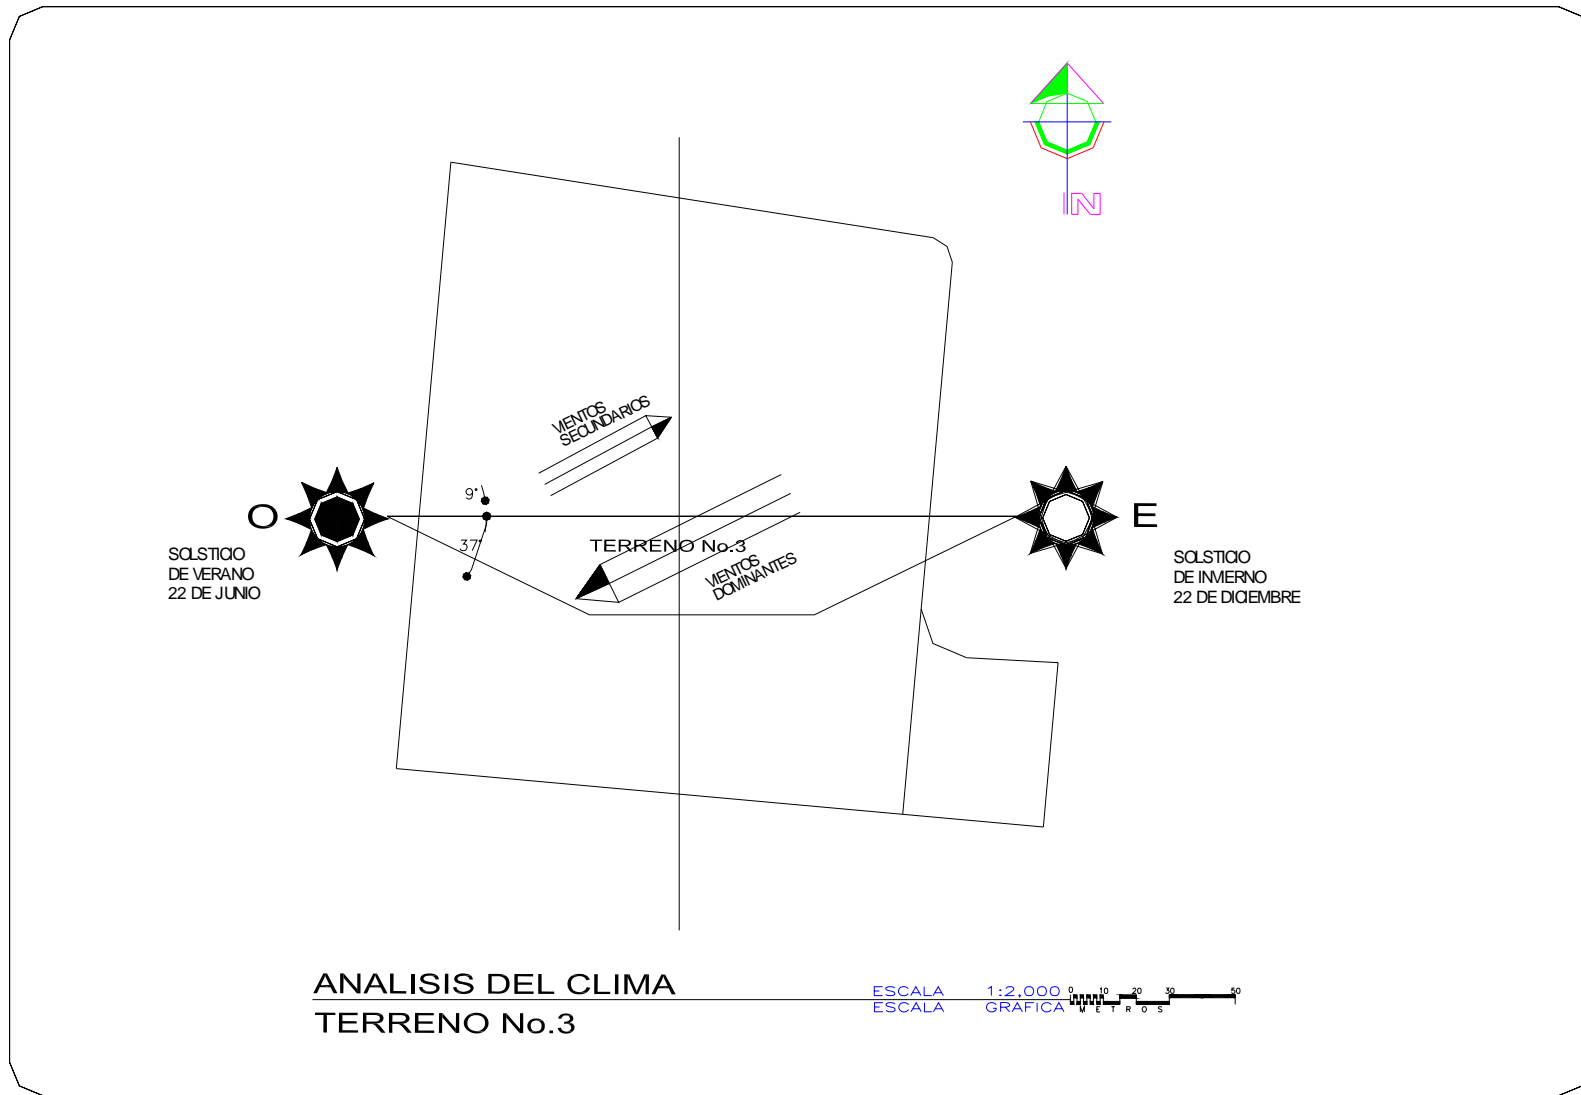 N
VIENTOS
SECUNDARIOS
9°
O
E
37°
TERRENO No.3
SOLSTICIO
DE VERANO
22 DE JUNIO
VIENTOS
DOMINANTES
SOLSTICIO
DE INVIERNO
22 DE DICIEMBRE
ANALISIS DEL CLIMA
TERRENO No.3
ESCALA 1:2,000
ESCALA GRAFICA
0 10 20 30 50
METROS